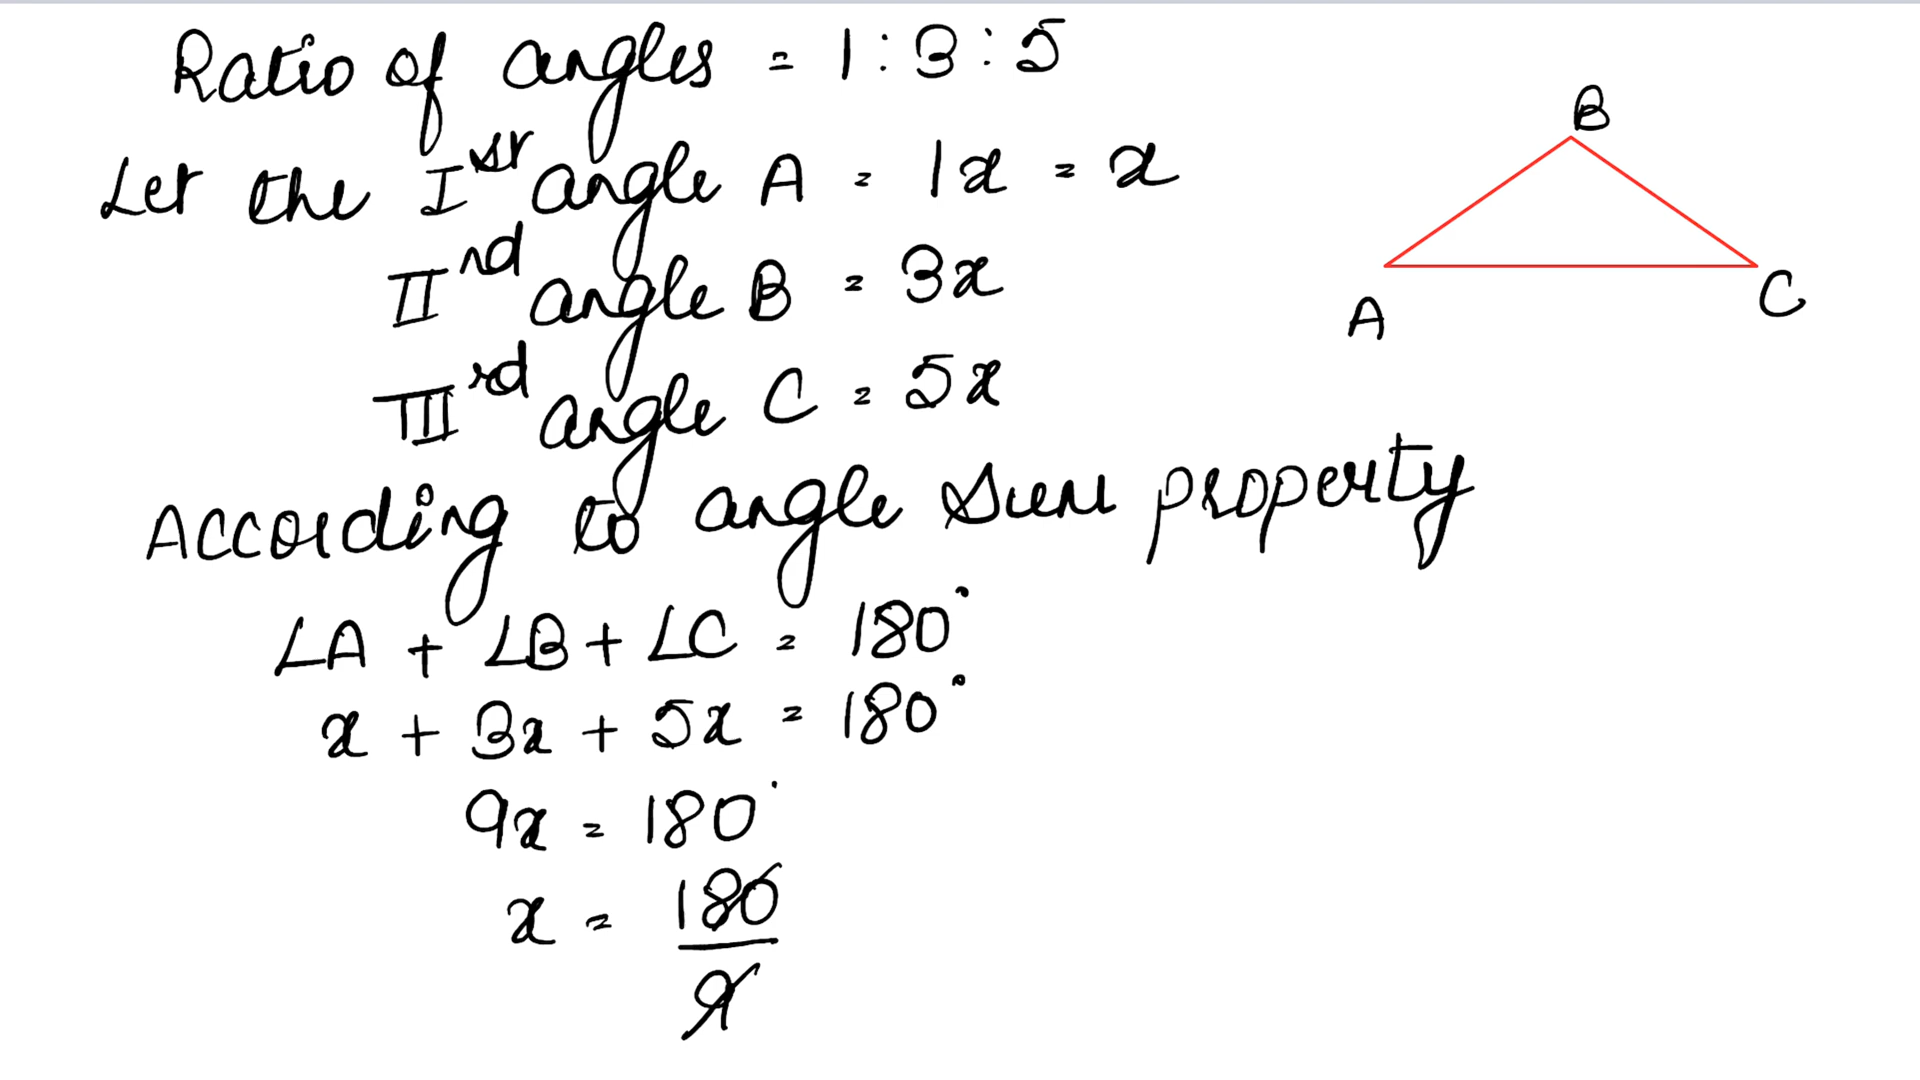 Ratio of angles = 1 : 3 : 5
Let the Ist angle A = 1x = x
IInd angle B = 3x
IIIrd angle C = 5x
According to angle sum property
∠A + ∠B + ∠C = 180°
x + 3x + 5x = 180°
9x = 180°
x = 180
9
B
A
C